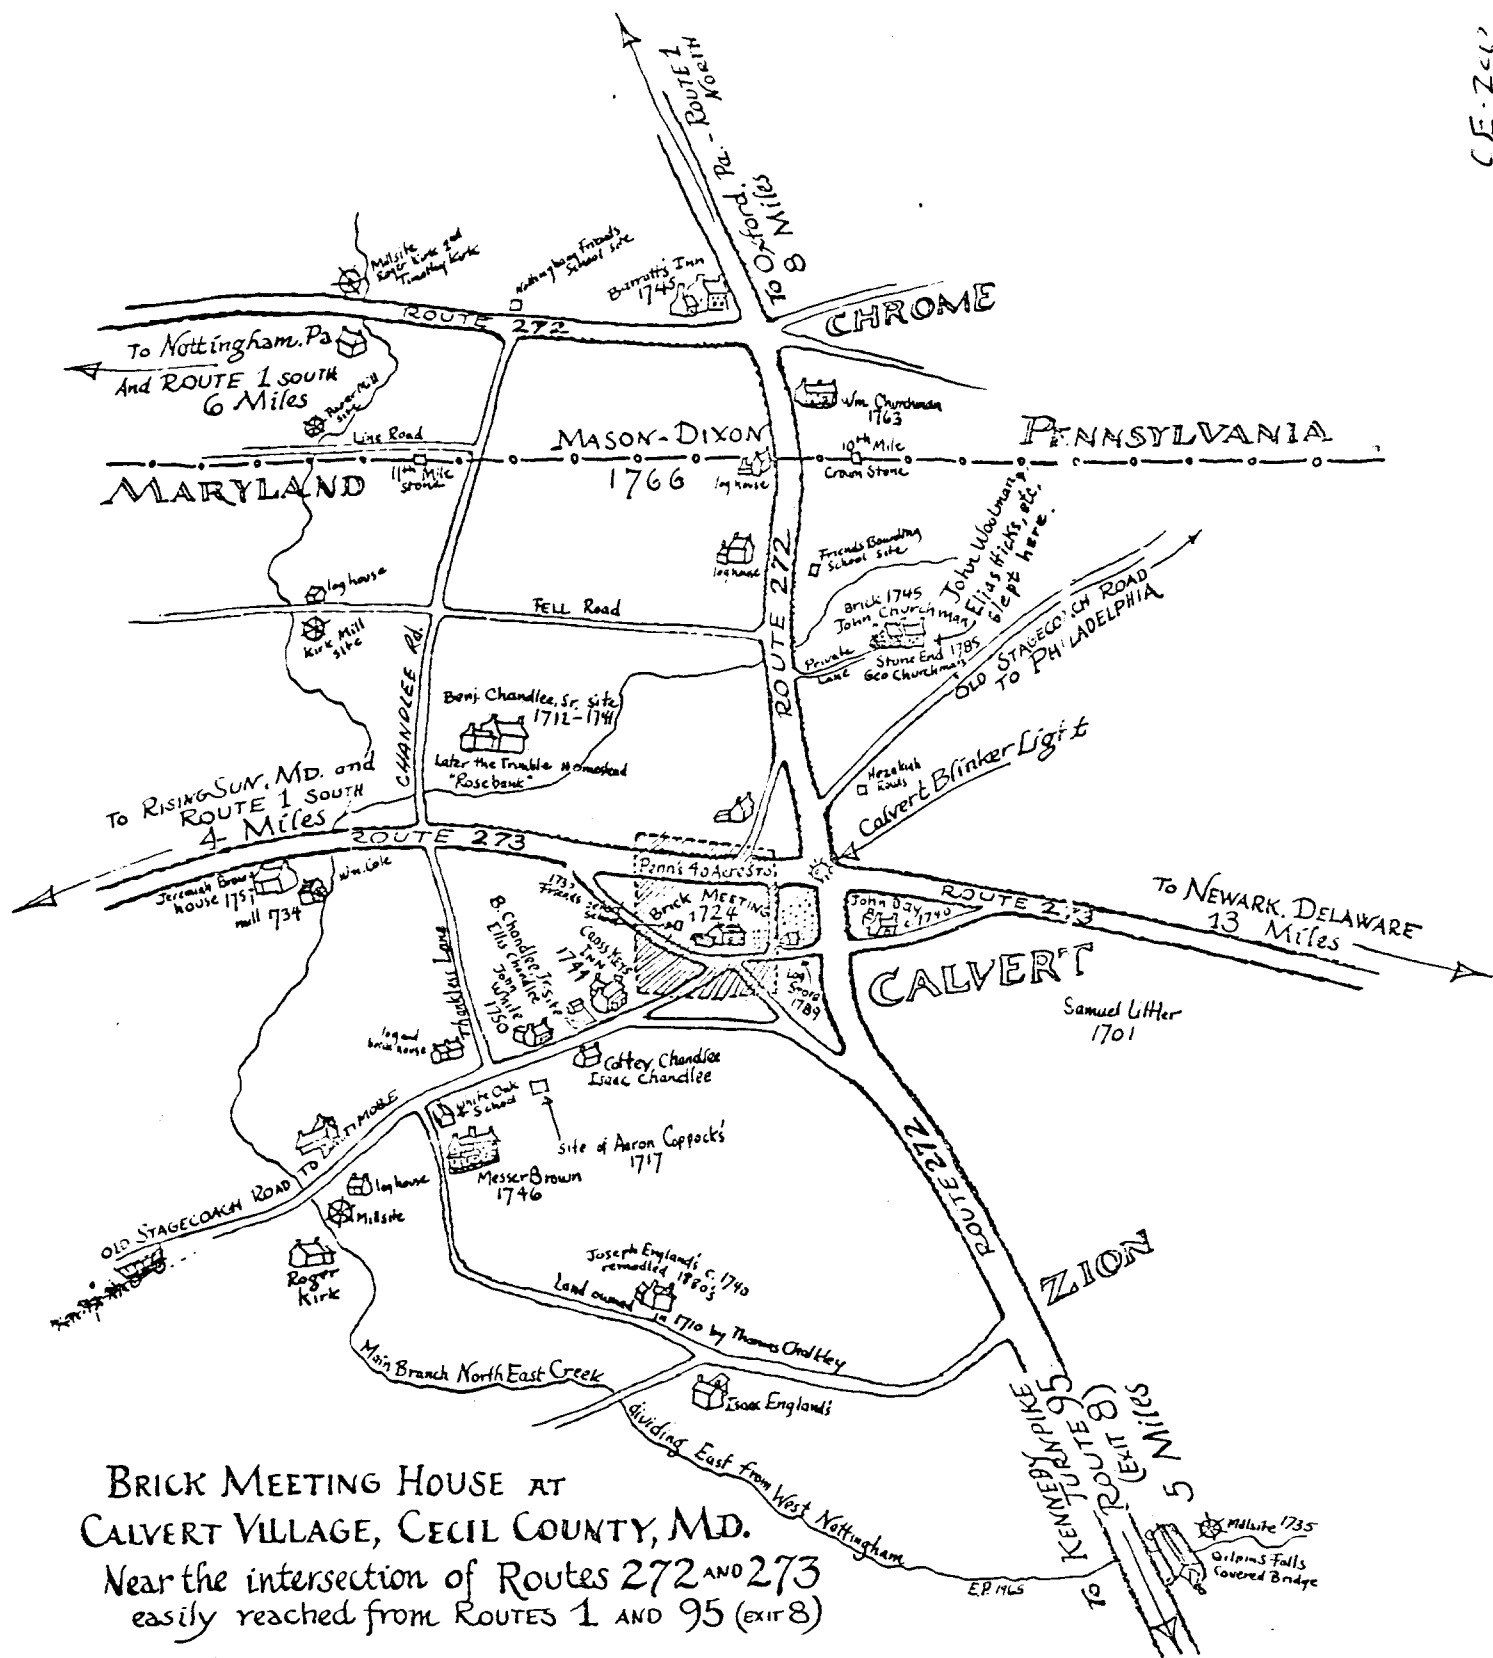 To Oxford, Pa. - ROUTE 1
NORTH
8 Miles
Millsite
Roger Kirk and
Timothy Kirk
Nottingham Friends
School site
Barrott's Inn
1745
CHROME
ROUTE 272
TO Nottingham, Pa
And ROUTE 1 SOUTH
6 Miles
Mill
site
Line Road
Wm. Churchman
1763
MASON-DIXON
1766
PENNSYLVANIA
MARYLAND
11th Mile
stone
log house
10th Mile
Crown Stone
log house
Friends Boarding
School site
John Woolman,
Elias Hicks, etc.
slept here.
log house
Kirk Mill
site
FELL Road
ROUTE 272
Brick 1745
John Churchman
Stone End 1785
Geo Churchman's
Private
Lane
OLD STAGECOACH ROAD
TO PHILADELPHIA
CHANDLEE Rd.
Benj. Chandlee, Sr. site
1712-1741
Later the Trimble Homestead
"Rosebank"
TO RISING SUN, MD. and
ROUTE 1 SOUTH
4 Miles
Hezekiah
Calvert Blinker Light
ROUTE 273
Penn's 40 Acres
Jeremiah Brown
house 1757
mill 1734
Wm. Cole
Friends
School
Brick MEETING
1724
John Day
Brick c. 1740
ROUTE 273
TO NEWARK, DELAWARE
13 Miles
Thankless Lane
B. Chandlee, Jr. site
Ellis Chandlee
John
White
1750
CROSS KEYS
INN
1744
Log
Store
1789
CALVERT
Samuel Littler
1701
log and
brick house
Cottey Chandlee
Isaac Chandlee
White Oak
School
Site of Aaron Coppock's
1717
Messer Brown
1746
OLD STAGECOACH ROAD TO
log house
Millsite
Roger
Kirk
ROUTE 272
ROUTE 272
ZION
Joseph England's c. 1740
remodled 1880's
Land owned in 1710 by Thomas Chalkley
Main Branch North East Creek
Isaac England's
dividing East from West Nottingham
TO KENNEDY
TURNPIKE
ROUTE 95
(EXIT 8)
5 Miles
Millsite 1735
Gilpins Falls
Covered Bridge
E.P. 1965
BRICK MEETING HOUSE AT
CALVERT VILLAGE, CECIL COUNTY, MD.
Near the intersection of Routes 272 AND 273
easily reached from ROUTES 1 AND 95 (EXIT 8)